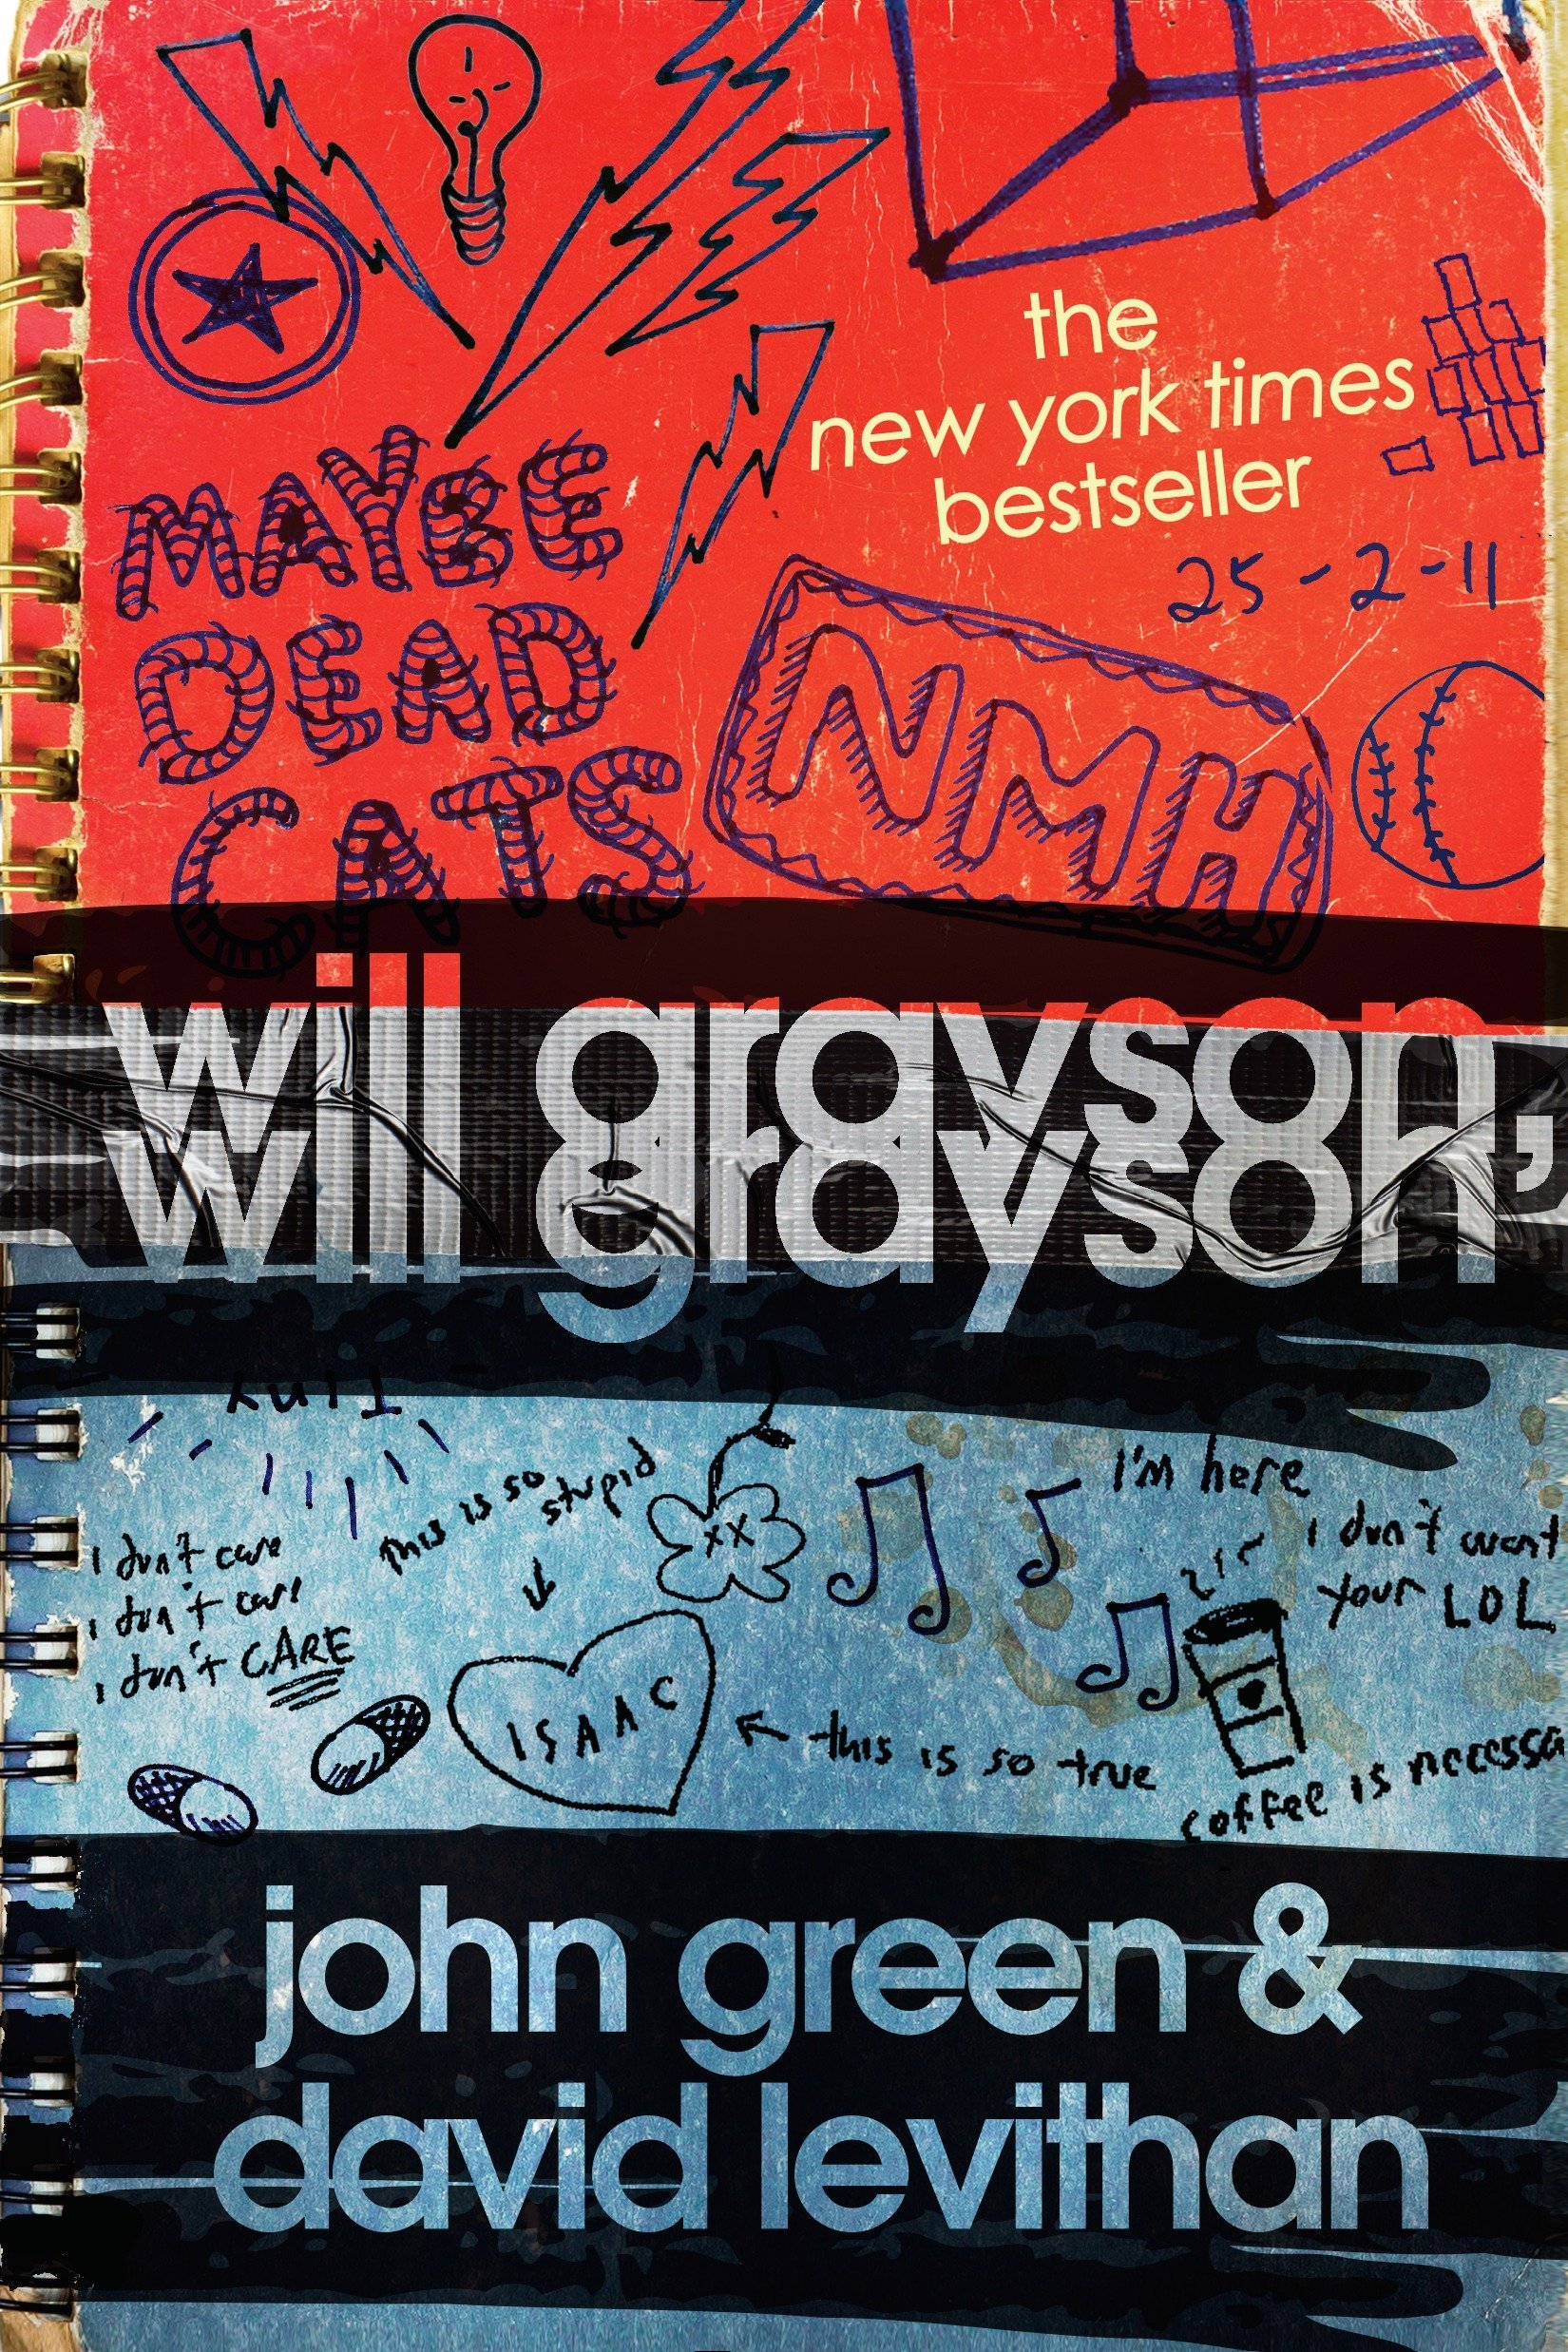 the
new york times
bestseller
MAYBE
DEAD
CATS
25-2-11
NMH
will grayson,
will grayson
Tiny
this is so
stupid
I'm here
I don't want
your LOL
I don't care
I don't care
I don't CARE
ISAAC
this is so true
coffee is necessa
john green &
david levithan